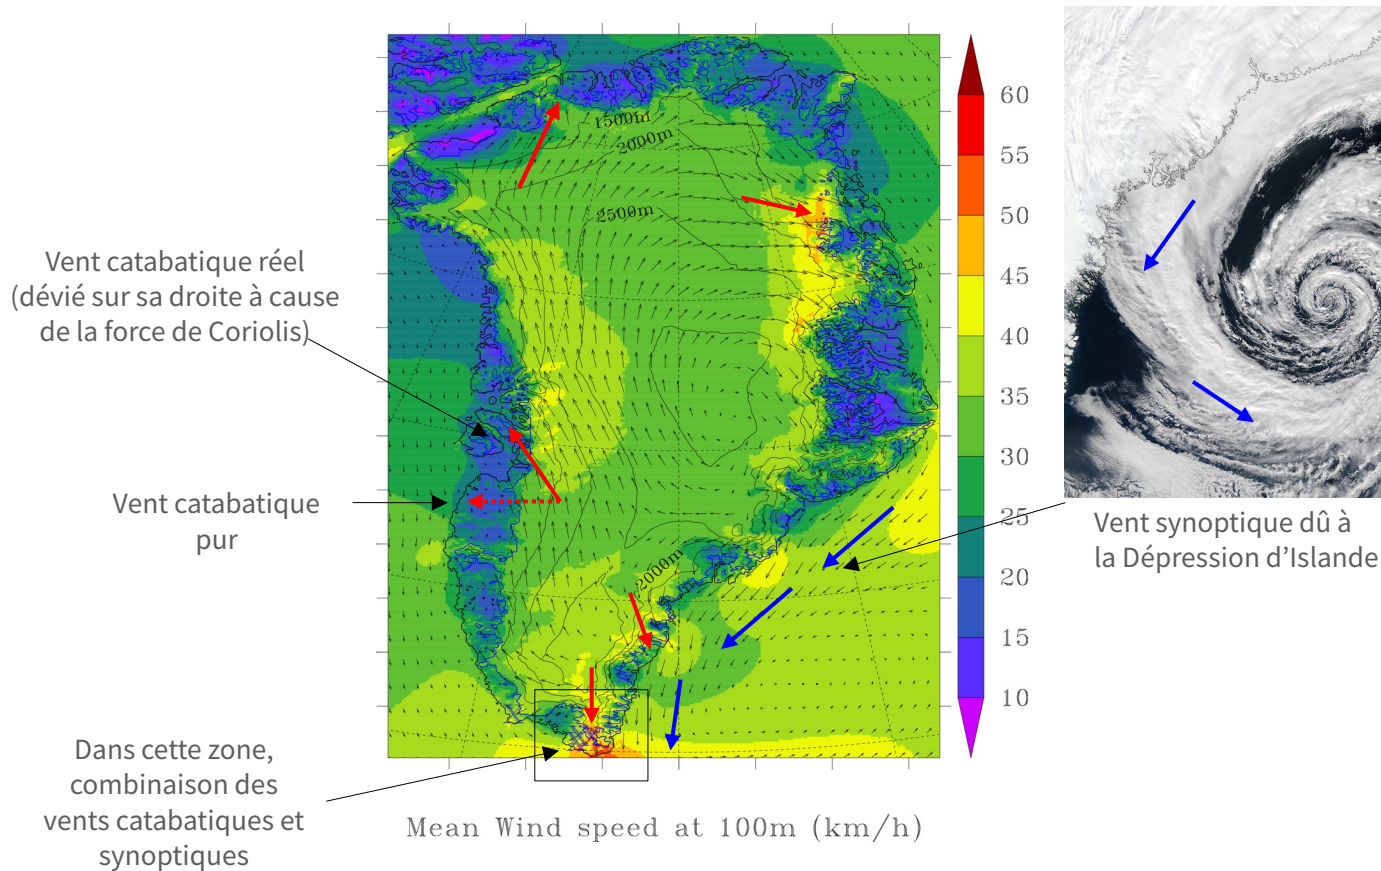 1500m
2000m
2500m
2000m
60
55
50
45
40
35
30
25
20
15
10
Vent catabatique réel
(dévié sur sa droite à cause
de la force de Coriolis)
Vent catabatique
pur
Vent synoptique dû à
la Dépression d'Islande
Dans cette zone,
combinaison des
vents catabatiques et
synoptiques
Mean Wind speed at 100m (km/h)